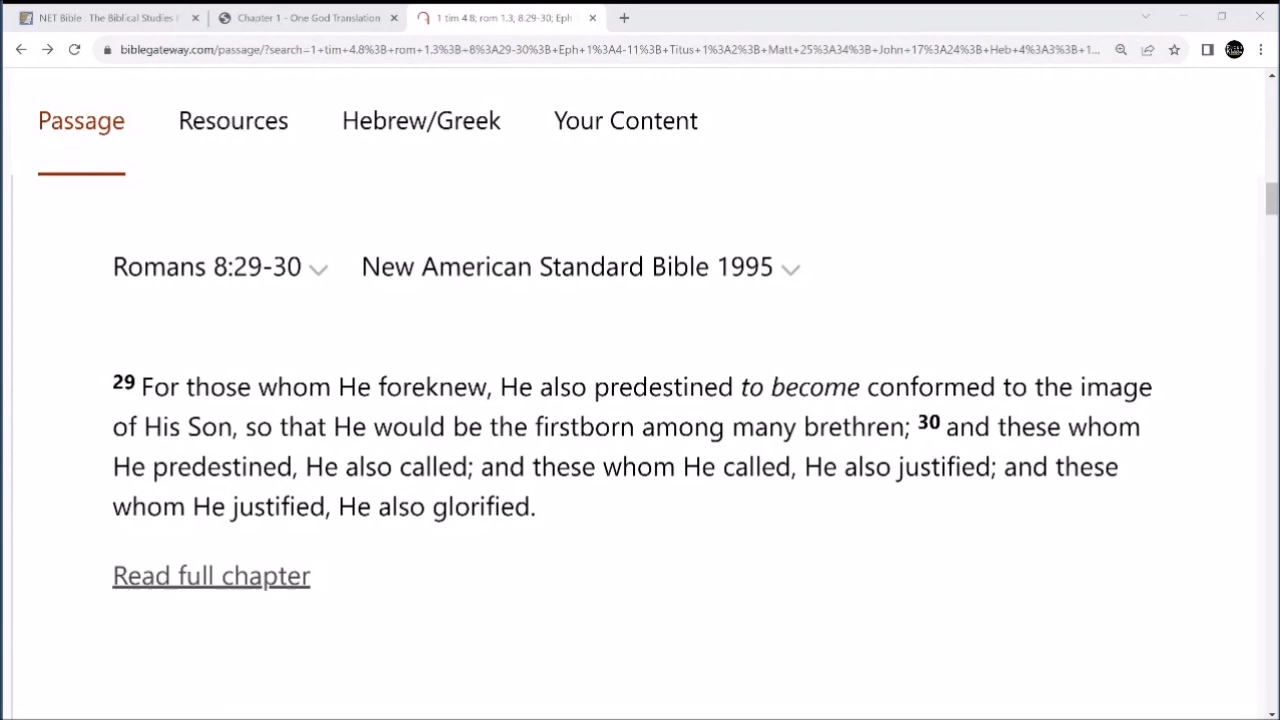 NET Bible · The Biblical Studies
Chapter 1 - One God Translation
1 tim 4.8; rom 1.3; 8.29-30; Eph
biblegateway.com/passage/?search=1+tim+4.8%3B+rom+1.3%3B+8%3A29-30%3B+Eph+1%3A4-11%3B+Titus+1%3A2%3B+Matt+25%3A34%3B+John+17%3A24%3B+Heb+4%3A3%3B+1...
Passage
Resources
Hebrew/Greek
Your Content
Romans 8:29-30
New American Standard Bible 1995
29 For those whom He foreknew, He also predestined to become conformed to the image
of His Son, so that He would be the firstborn among many brethren; 30 and these whom
He predestined, He also called; and these whom He called, He also justified; and these
whom He justified, He also glorified.
Read full chapter